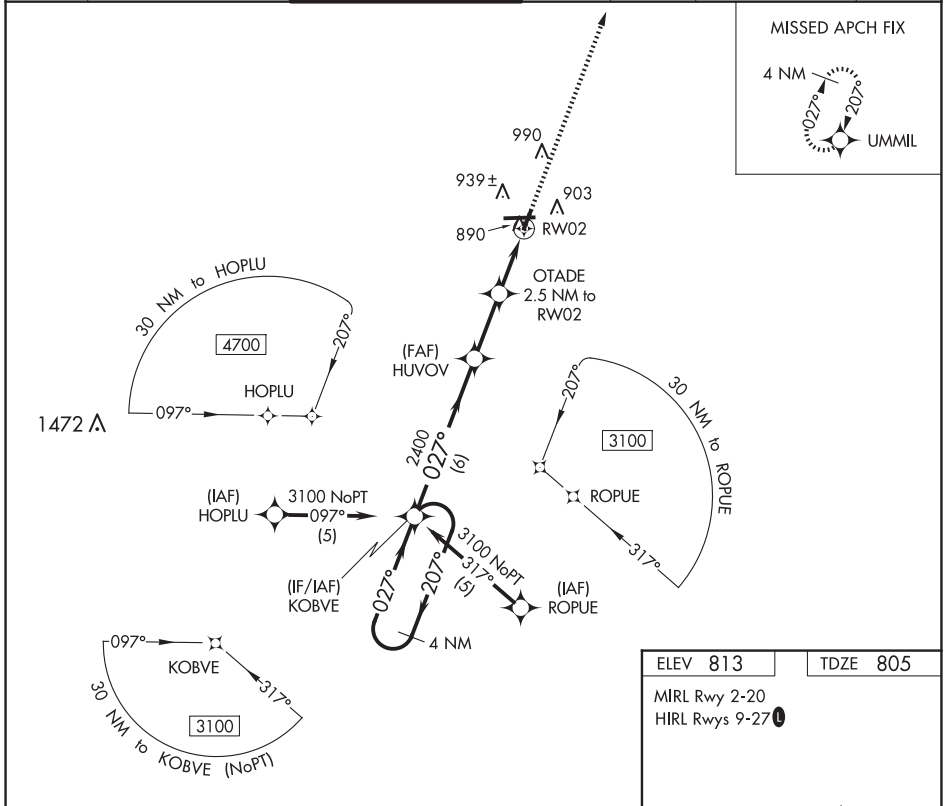 MISSED APCH FIX
4 NM
027°
207°
UMMIL
990
939±
903
890
RW02
OTADE
2.5 NM to
RW02
(FAF)
HUVOV
30 NM to HOPLU
4700
207°
HOPLU
097°
1472
2400
027°
(6)
207°
30 NM to ROPUE
3100
ROPUE
317°
(IAF)
HOPLU
3100 NoPT
097°
(5)
3100 NoPT
317°
(5)
(IF/IAF)
KOBVE
027°
207°
4 NM
(IAF)
ROPUE
097°
KOBVE
317°
3100
30 NM to KOBVE (NoPT)
ELEV 813
TDZE 805
MIRL Rwy 2-20
HIRL Rwys 9-27 L